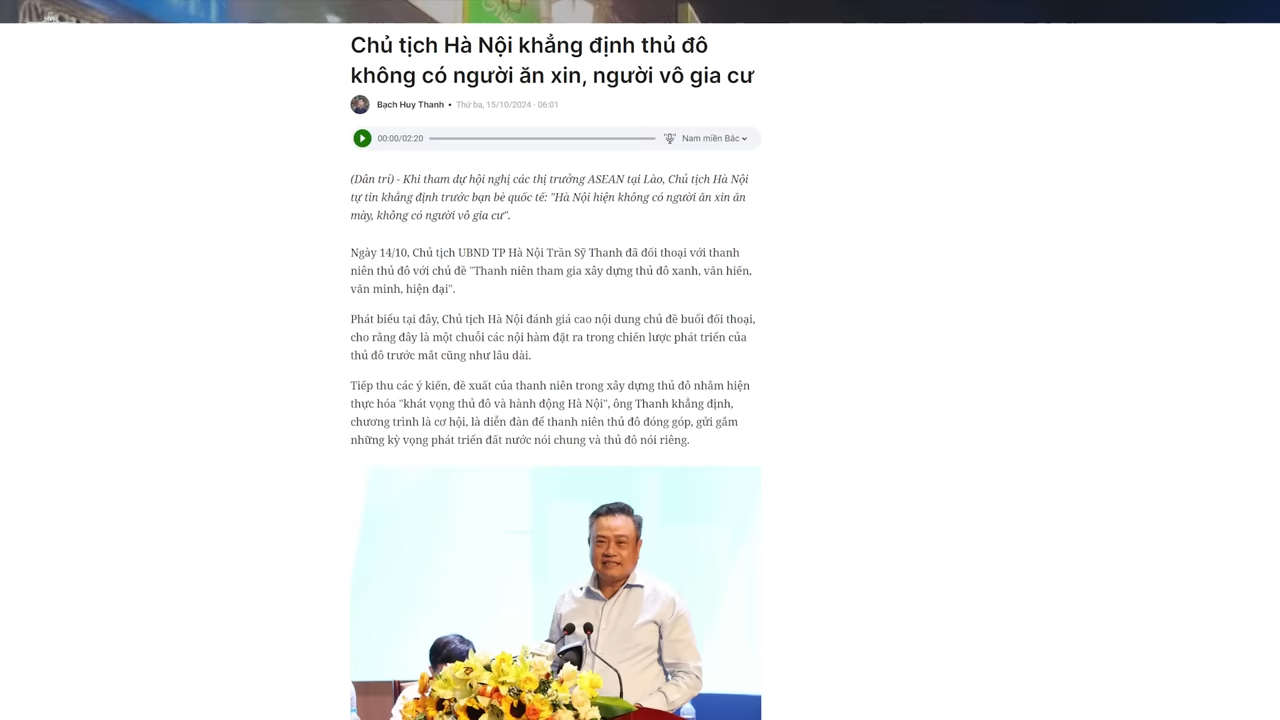 Chủ tịch Hà Nội khẳng định thủ đô
không có người ăn xin, người vô gia cư
Bạch Huy Thanh • Thứ ba, 15/10/2024 - 06:01
00:00/02:20 Nam miền Bắc
(Dân trí) - Khi tham dự hội nghị các thị trưởng ASEAN tại Lào, Chủ tịch Hà Nội
tự tin khẳng định trước bạn bè quốc tế: "Hà Nội hiện không có người ăn xin ăn
mày, không có người vô gia cư".
Ngày 14/10, Chủ tịch UBND TP Hà Nội Trần Sỹ Thanh đã đối thoại với thanh
niên thủ đô với chủ đề "Thanh niên tham gia xây dựng thủ đô xanh, văn hiến,
văn minh, hiện đại".
Phát biểu tại đây, Chủ tịch Hà Nội đánh giá cao nội dung chủ đề buổi đối thoại,
cho rằng đây là một chuỗi các nội hàm đặt ra trong chiến lược phát triển của
thủ đô trước mắt cũng như lâu dài.
Tiếp thu các ý kiến, đề xuất của thanh niên trong xây dựng thủ đô nhằm hiện
thực hóa "khát vọng thủ đô và hành động Hà Nội", ông Thanh khẳng định,
chương trình là cơ hội, là diễn đàn để thanh niên thủ đô đóng góp, gửi gắm
những kỳ vọng phát triển đất nước nói chung và thủ đô nói riêng.